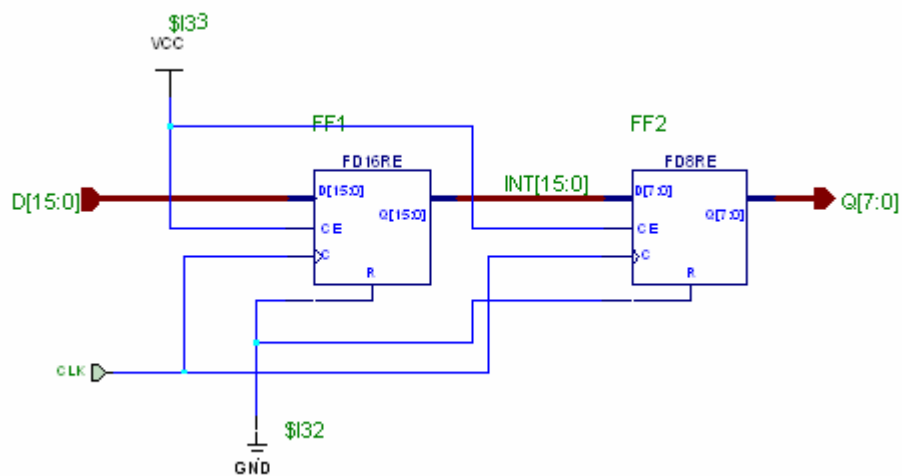 $I33
VCC
FF1
FF2
FD16RE
FD8RE
D[15:0]
D[15:0]
Q[15:0]
CE
C
R
INT[15:0]
D[7:0]
Q[7:0]
CE
C
R
Q[7:0]
CLK
$I32
GND